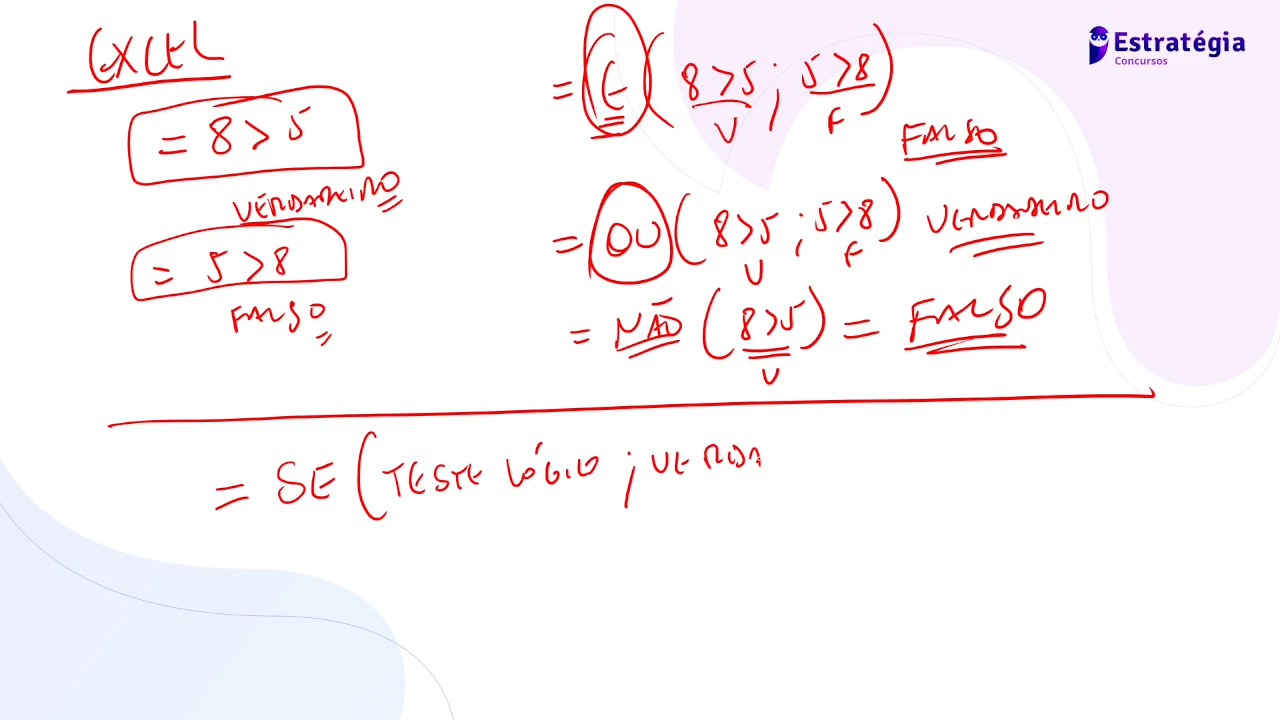 EXCEL
= 8 > 5
VERDADEIRO
= 5 > 8
FALSO
= E ( 8 > 5 ; 5 > 8 )
V F
FALSO
= OU ( 8 > 5 ; 5 > 8 ) VERDADEIRO
V F
= NÃO ( 8 > 5 ) = FALSO
V
= SE ( TESTE LÓGICO ; VERDA
Estratégia
Concursos